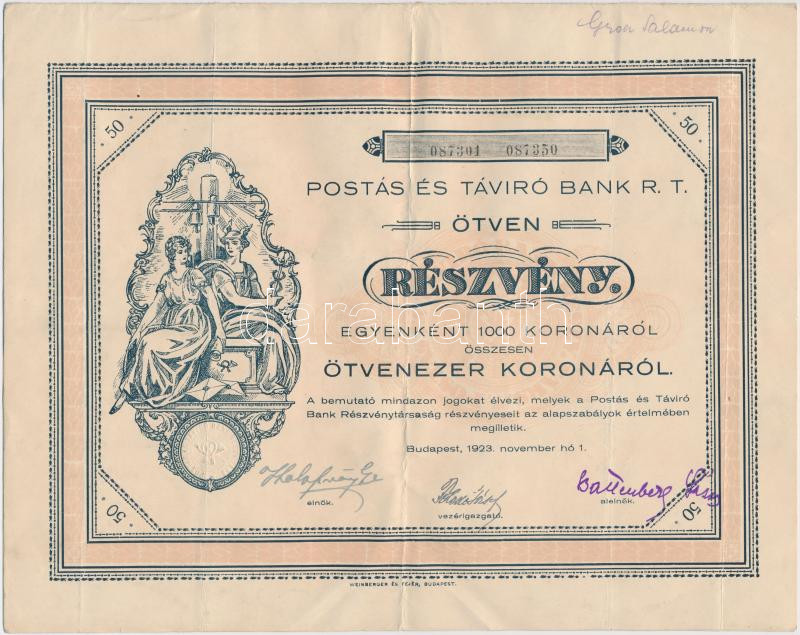 50
50
087301 087350
POSTÁS ÉS TÁVIRÓ BANK R. T.
ÖTVEN
RÉSZVÉNY.
EGYENKÉNT 1000 KORONÁRÓL
ÖSSZESEN
ÖTVENEZER KORONÁRÓL.
A bemutató mindazon jogokat élvezi, melyek a Postás és Táviró
Bank Részvénytársaság részvényeseit az alapszabályok értelmében
megilletik.
Budapest, 1923. november hó 1.
elnök.
vezérigazgató.
alelnök.
50
50
WEINBERGER ÉS FEJÉR, BUDAPEST.
darabanth